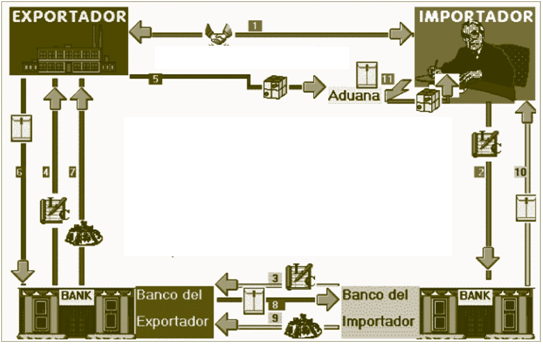 EXPORTADOR
IMPORTADOR
1
5
11
Aduana
6
4
7
L/C
L/C
2
10
3
L/C
BANK
Banco del
Exportador
8
9
Banco del
Importador
BANK